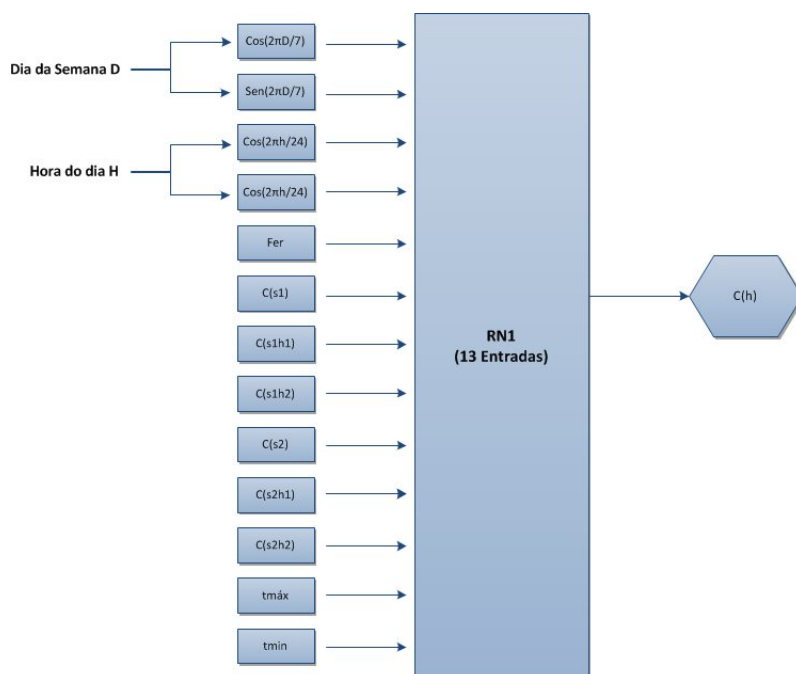 Cos(2πD/7)
Dia da Semana D
Sen(2πD/7)
Cos(2πh/24)
Hora do dia H
Cos(2πh/24)
Fer
C(s1)
C(h)
C(s1h1)
RN1
(13 Entradas)
C(s1h2)
C(s2)
C(s2h1)
C(s2h2)
tmáx
tmin